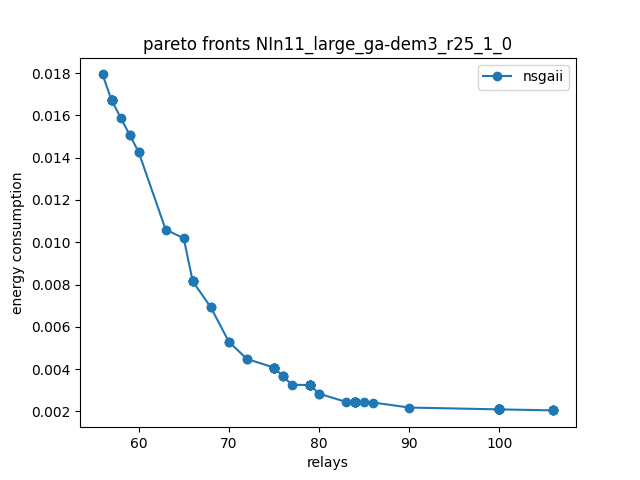 pareto fronts NIn11_large_ga-dem3_r25_1_0
nsgaii
energy consumption
0.018
0.016
0.014
0.012
0.010
0.008
0.006
0.004
0.002
60 70 80 90 100
relays